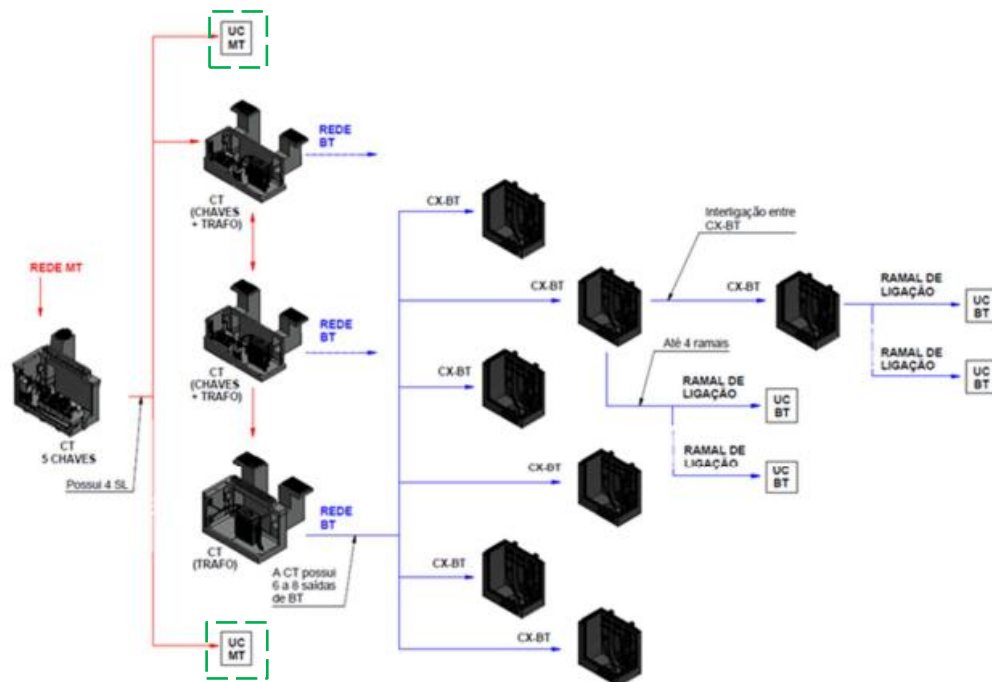 UC
MT
REDE
BT
CT
(CHAVES
+ TRAFO)
REDE MT
CT
5 CHAVES
Possui 4 SL
REDE
BT
CT
(CHAVES
+ TRAFO)
REDE
BT
CT
(TRAFO)
A CT possui
6 a 8 saídas
de BT
UC
MT
CX-BT
CX-BT
CX-BT
CX-BT
CX-BT
CX-BT
Interligação entre
CX-BT
CX-BT
RAMAL DE
LIGAÇÃO
UC
BT
RAMAL DE
LIGAÇÃO
UC
BT
Até 4 ramais
RAMAL DE
LIGAÇÃO
UC
BT
RAMAL DE
LIGAÇÃO
UC
BT